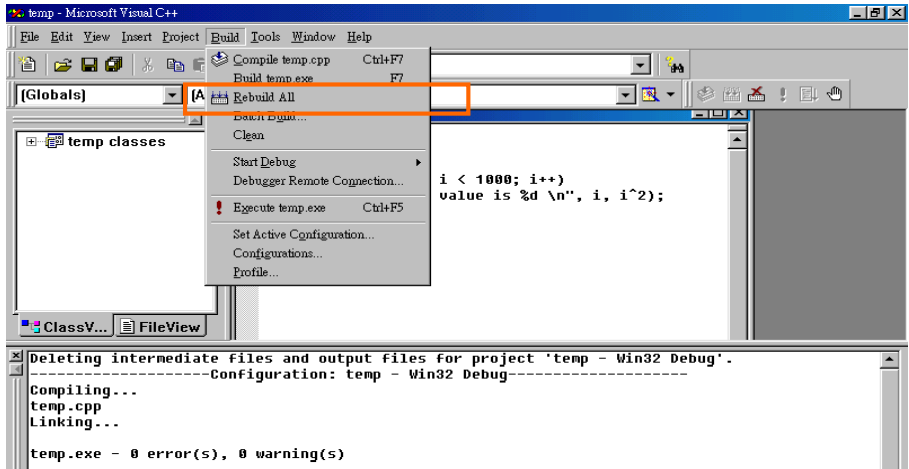 temp - Microsoft Visual C++
File Edit View Insert Project Build Tools Window Help
Compile temp.cpp Ctrl+F7
Build temp.exe F7
[Globals] [A
Rebuild All
Batch Build...
Clean
temp classes
Start Debug
Debugger Remote Connection...
i < 1000; i++)
value is %d \n", i, i^2);
Execute temp.exe Ctrl+F5
Set Active Configuration...
Configurations...
Profile...
ClassV... FileView
Deleting intermediate files and output files for project 'temp - Win32 Debug'.
--------------------Configuration: temp - Win32 Debug--------------------
Compiling...
temp.cpp
Linking...
temp.exe - 0 error(s), 0 warning(s)